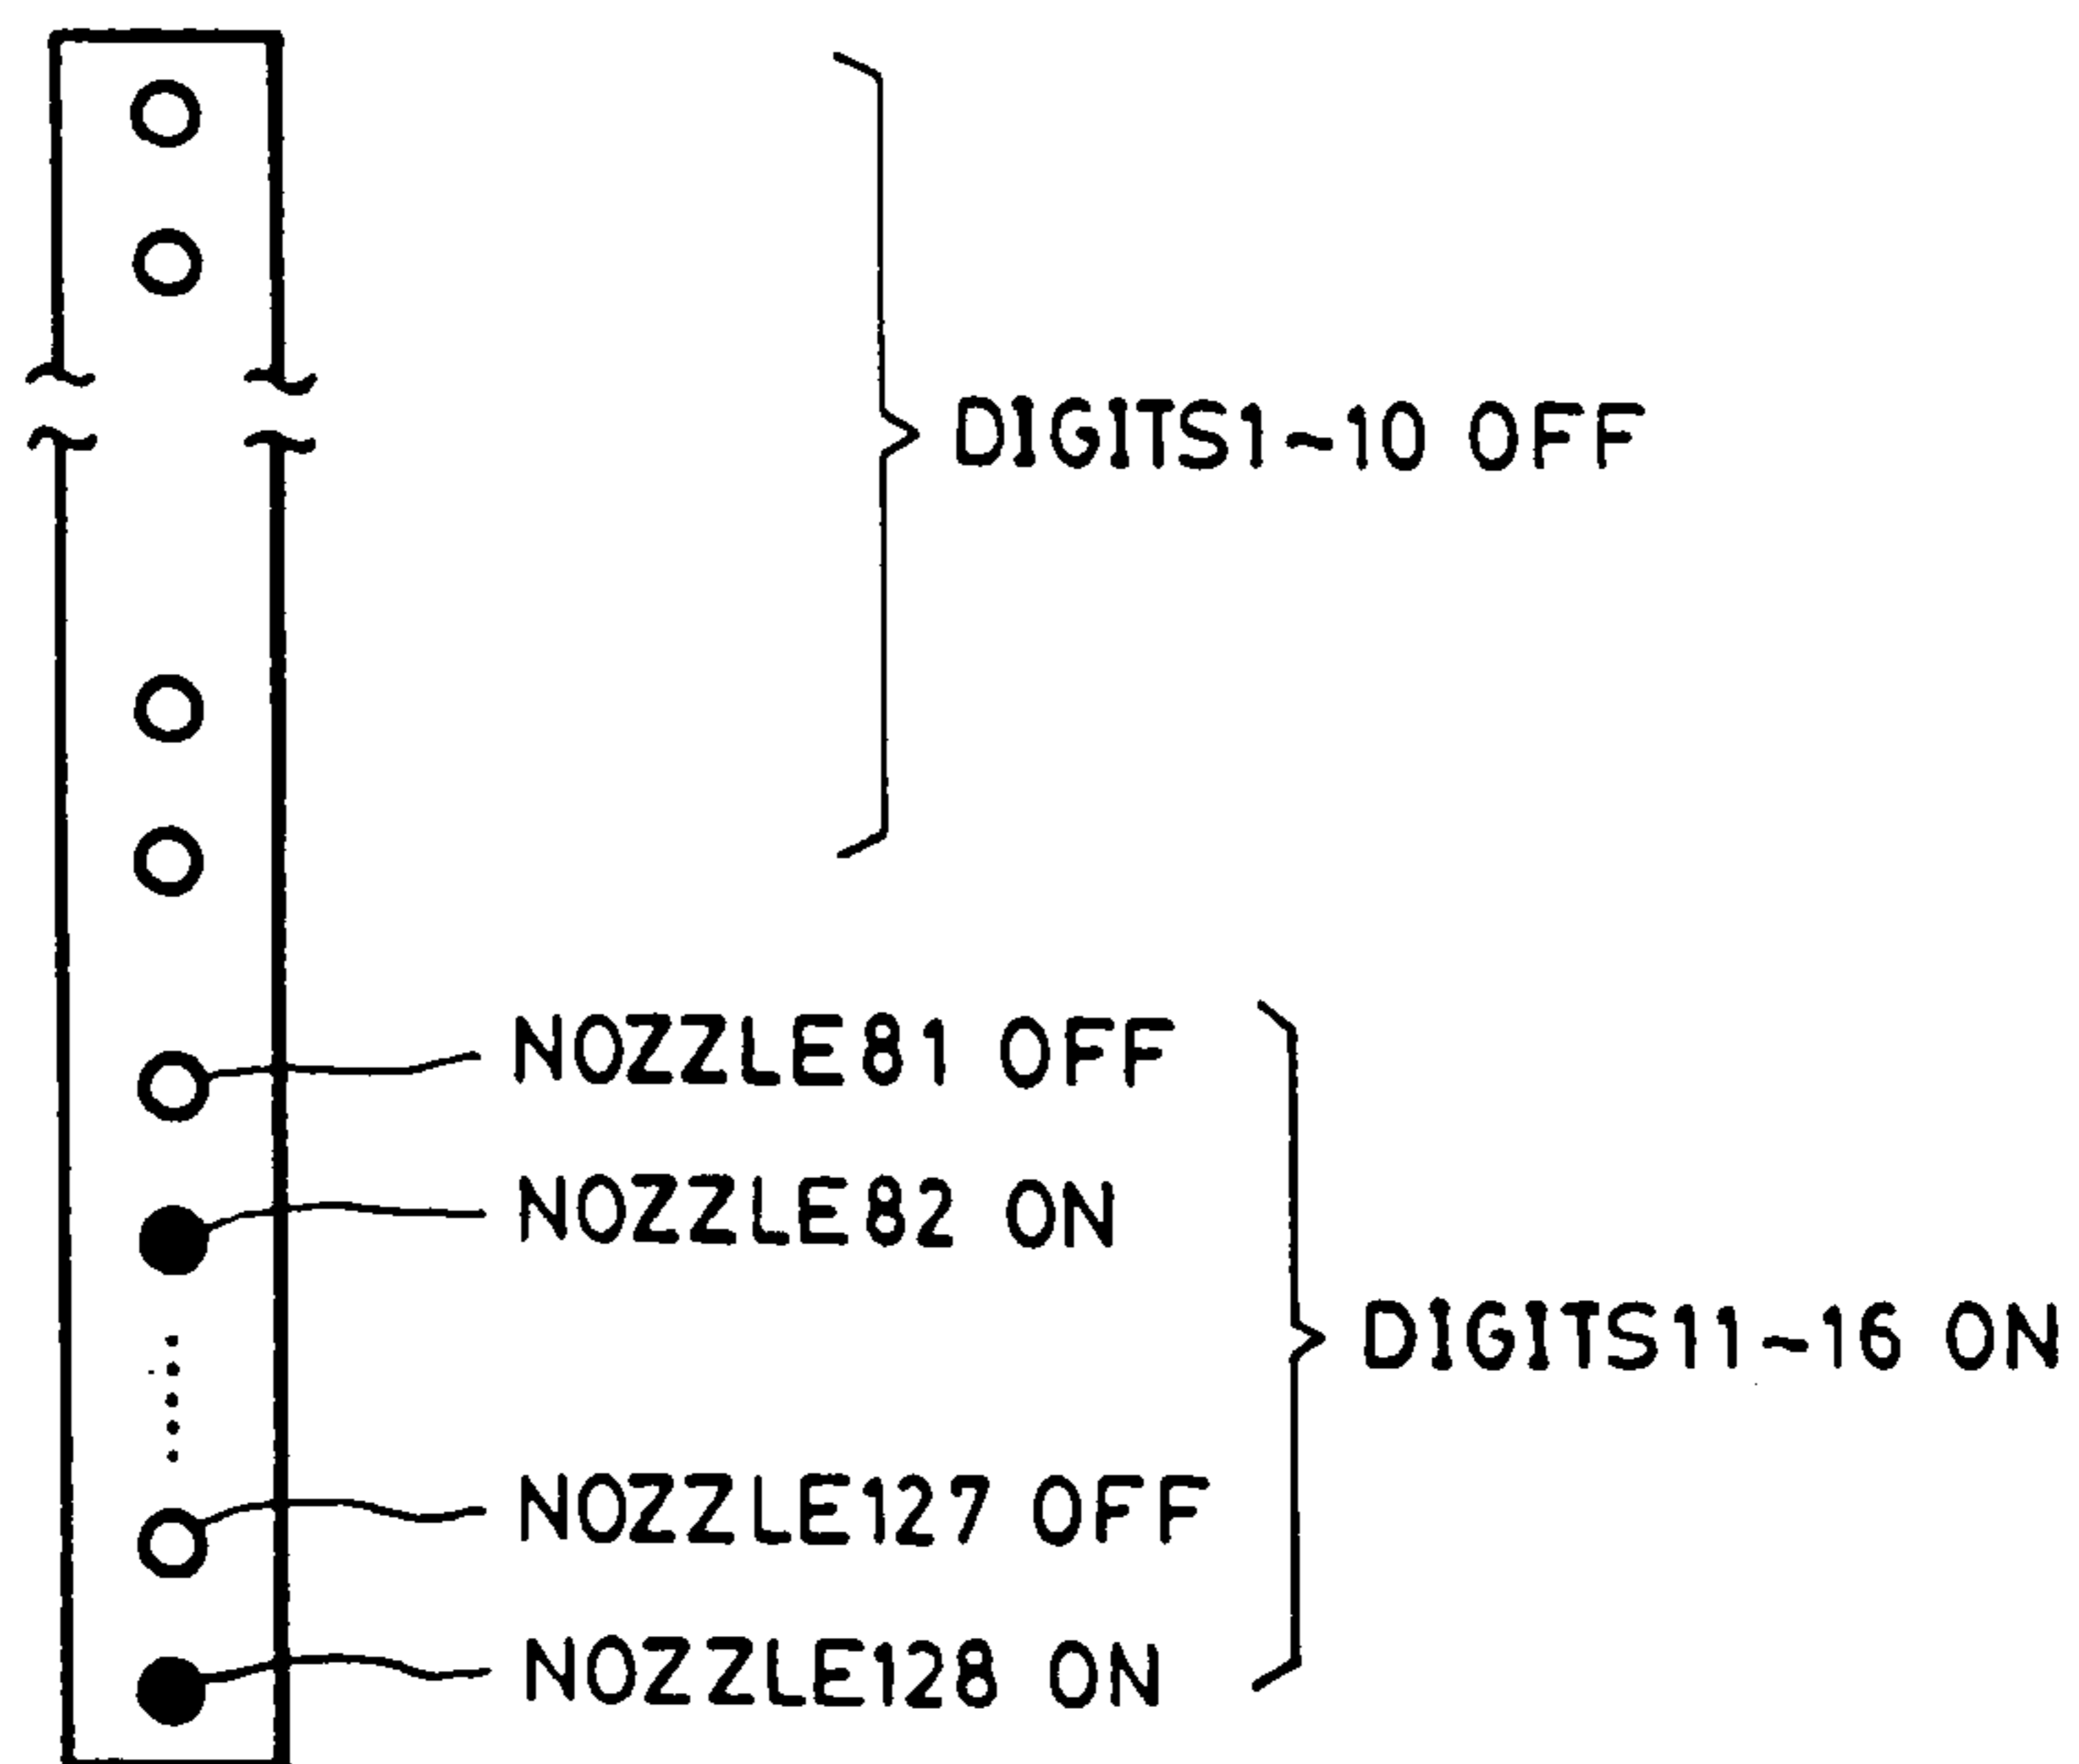 DIGITS1~10 OFF
NOZZLE81 OFF
NOZZLE82 ON
DIGITS11~16 ON
NOZZLE127 OFF
NOZZLE128 ON